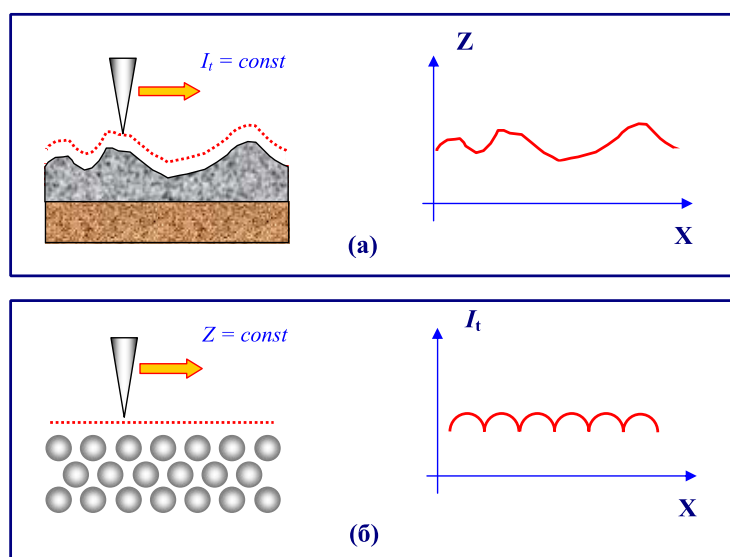 I_t = const
Z
X
(а)
Z = const
I_t
X
(б)